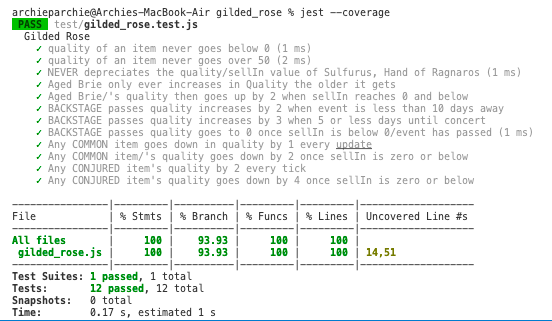 archieparchie@Archies-MacBook-Air gilded_rose % jest --coverage
PASS test/gilded_rose.test.js
Gilded Rose
✓ quality of an item never goes below 0 (1 ms)
✓ quality of an item never goes over 50 (2 ms)
✓ NEVER depreciates the quality/sellIn value of Sulfurus, Hand of Ragnaros (1 ms)
✓ Aged Brie only ever increases in Quality the older it gets
✓ Aged Brie/'s quality then goes up by 2 when sellIn reaches 0 and below
✓ BACKSTAGE passes quality increases by 2 when event is less than 10 days away
✓ BACKSTAGE passes quality increases by 3 when 5 or less days until concert
✓ BACKSTAGE passes quality goes to 0 once sellIn is below 0/event has passed (1 ms)
✓ Any COMMON item goes down in quality by 1 every update
✓ Any COMMON item/'s quality goes down by 2 once sellIn is zero or below
✓ Any CONJURED item's quality by 2 every tick
✓ Any CONJURED item's quality goes down by 4 once sellIn is zero or below
---------------|---------|----------|---------|---------|-------------------
File | % Stmts | % Branch | % Funcs | % Lines | Uncovered Line #s
---------------|---------|----------|---------|---------|-------------------
All files | 100 | 93.93 | 100 | 100 |
gilded_rose.js | 100 | 93.93 | 100 | 100 | 14,51
---------------|---------|----------|---------|---------|-------------------
Test Suites: 1 passed, 1 total
Tests: 12 passed, 12 total
Snapshots: 0 total
Time: 0.17 s, estimated 1 s